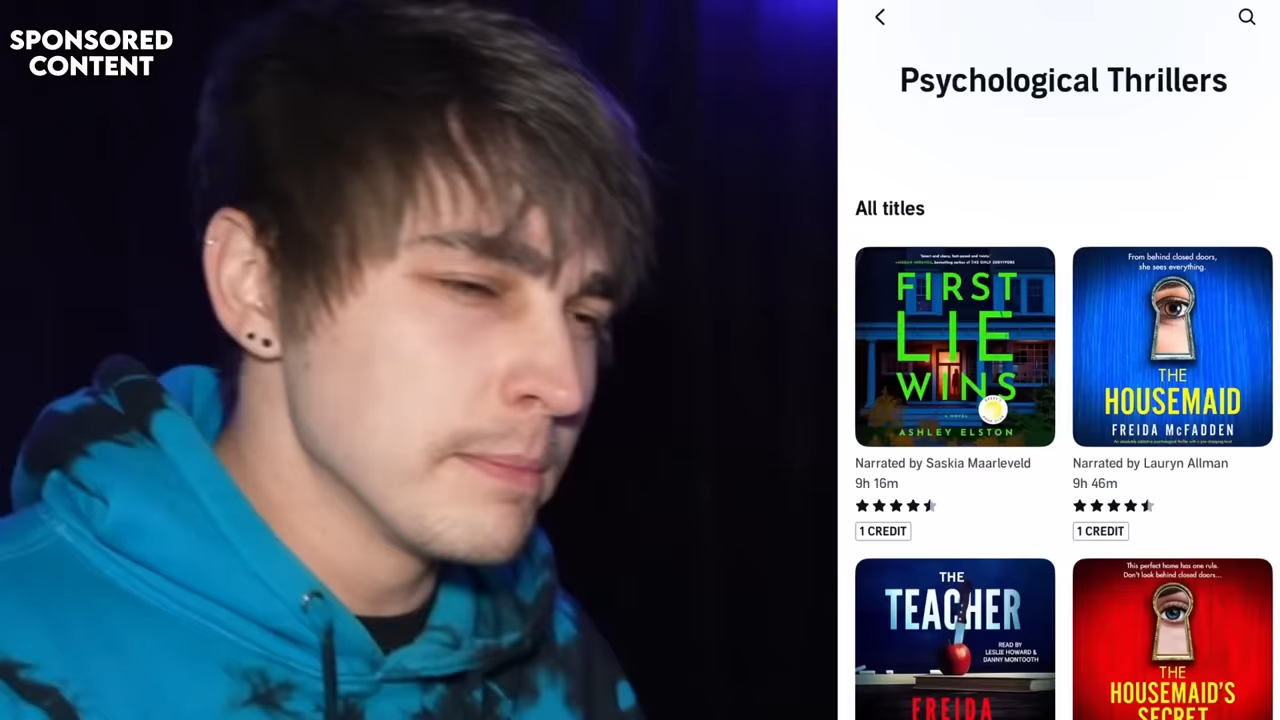 SPONSORED
CONTENT
Psychological Thrillers
All titles
FIRST
LIE
WINS
A NOVEL
ASHLEY ELSTON
From behind closed doors,
she sees everything.
THE
HOUSEMAID
FREIDA McFADDEN
Narrated by Saskia Maarleveld
9h 16m
1 CREDIT
Narrated by Lauryn Allman
9h 46m
1 CREDIT
THE
TEACHER
READ BY
LESLIE HOWARD &
DANNY MONTOOTH
FREIDA
This perfect home has one rule.
Don't look behind closed doors...
THE
HOUSEMAID'S
SECRET